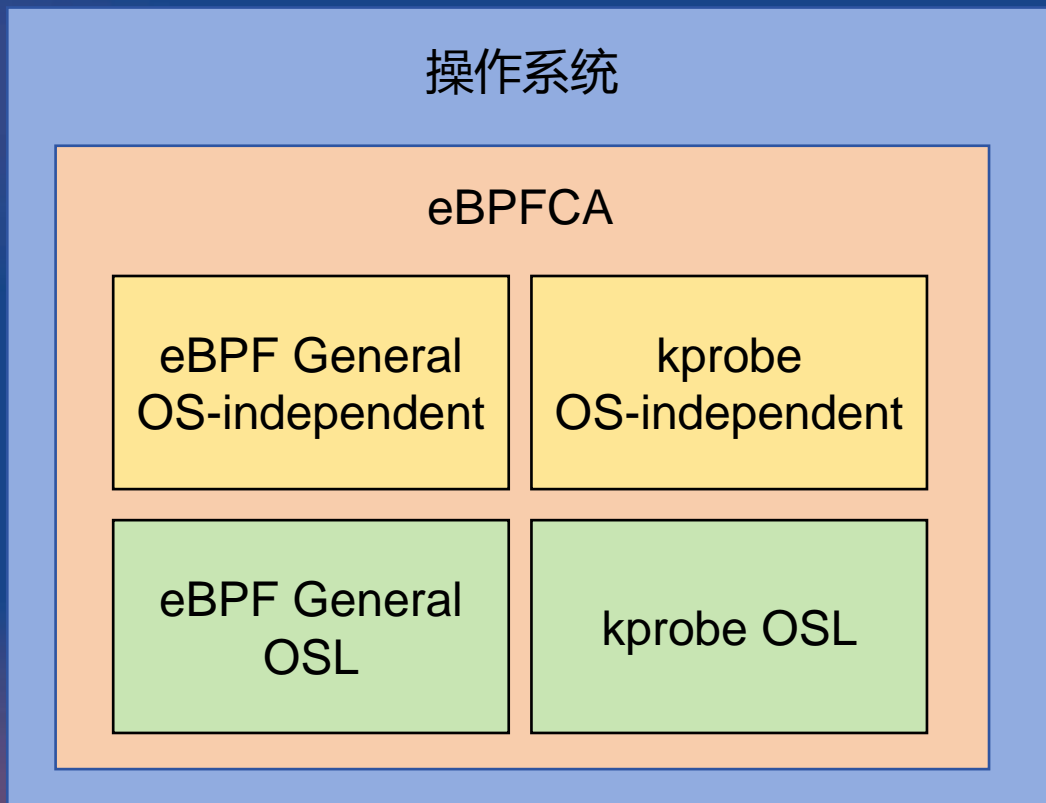 操作系统
eBPFCA
eBPF General
OS-independent
kprobe
OS-independent
eBPF General
OSL
kprobe OSL